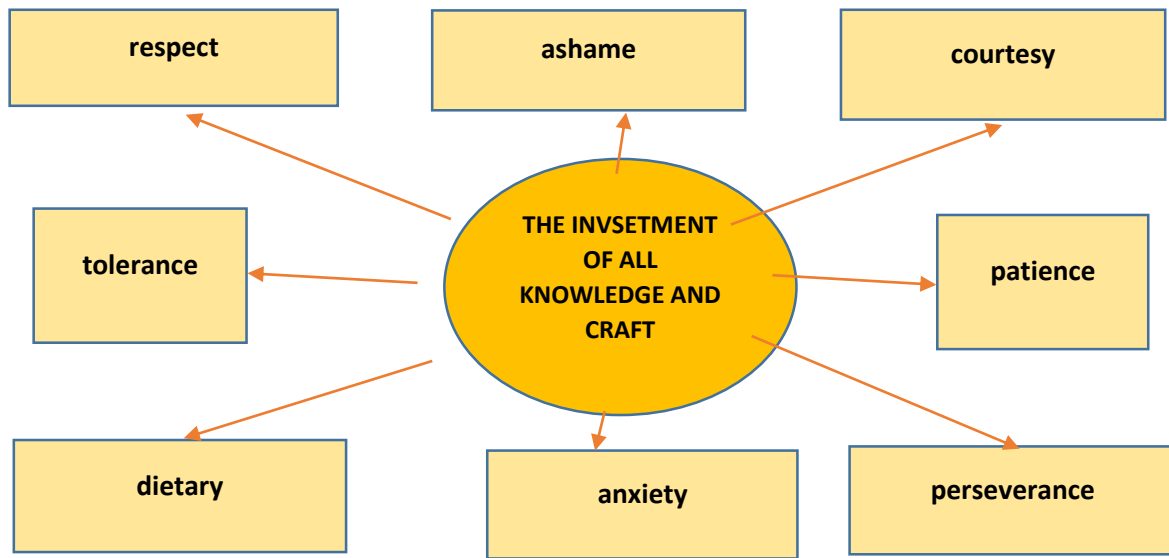 respect
ashame
courtesy
THE INVSETMENT
OF ALL
KNOWLEDGE AND
CRAFT
tolerance
patience
dietary
anxiety
perseverance